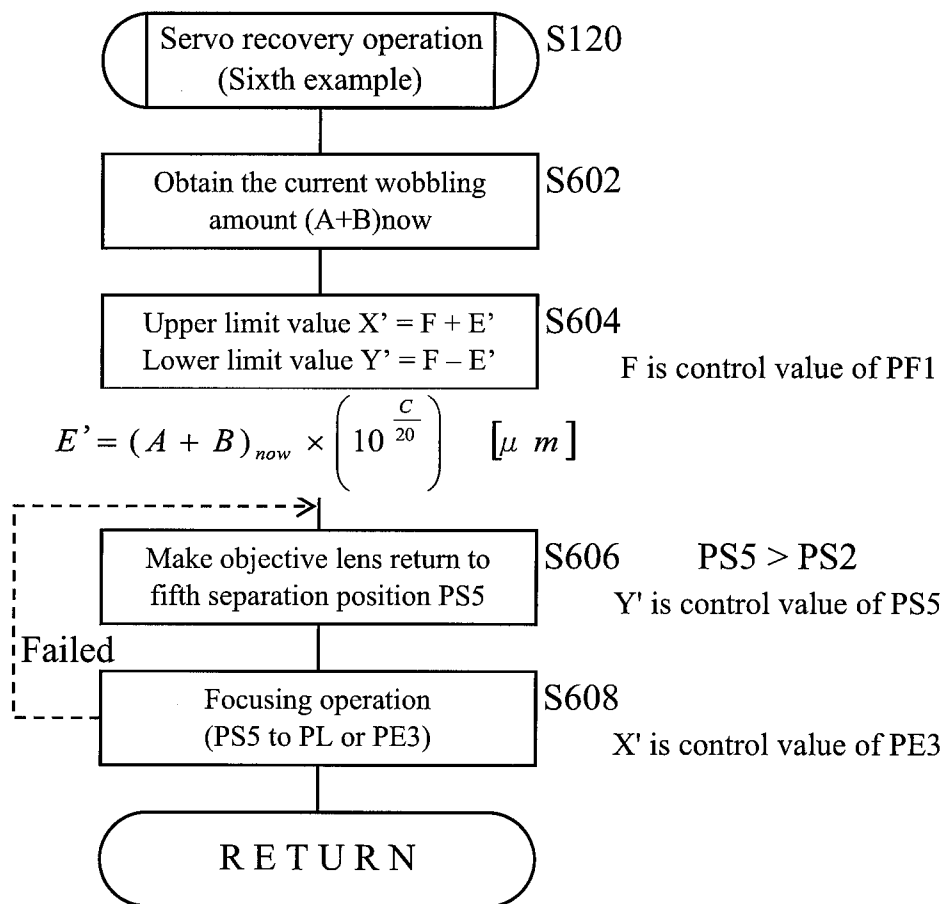 Servo recovery operation
(Sixth example)
S120
Obtain the current wobbling
amount (A+B)now
S602
Upper limit value X’ = F + E’
Lower limit value Y’ = F – E’
S604
F is control value of PF1
E’ = (A + B)now × (10^(C/20)) [μ m]
Make objective lens return to
fifth separation position PS5
S606
PS5 > PS2
Y' is control value of PS5
Failed
Focusing operation
(PS5 to PL or PE3)
S608
X' is control value of PE3
RETURN